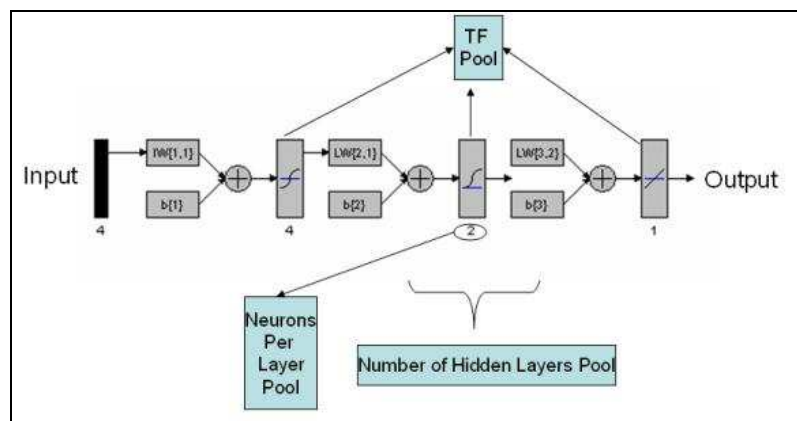 TF
Pool
Input
IW{1,1}
b{1}
LW{2,1}
b{2}
LW{3,2}
b{3}
Output
4
4
2
1
Neurons
Per
Layer
Pool
Number of Hidden Layers Pool